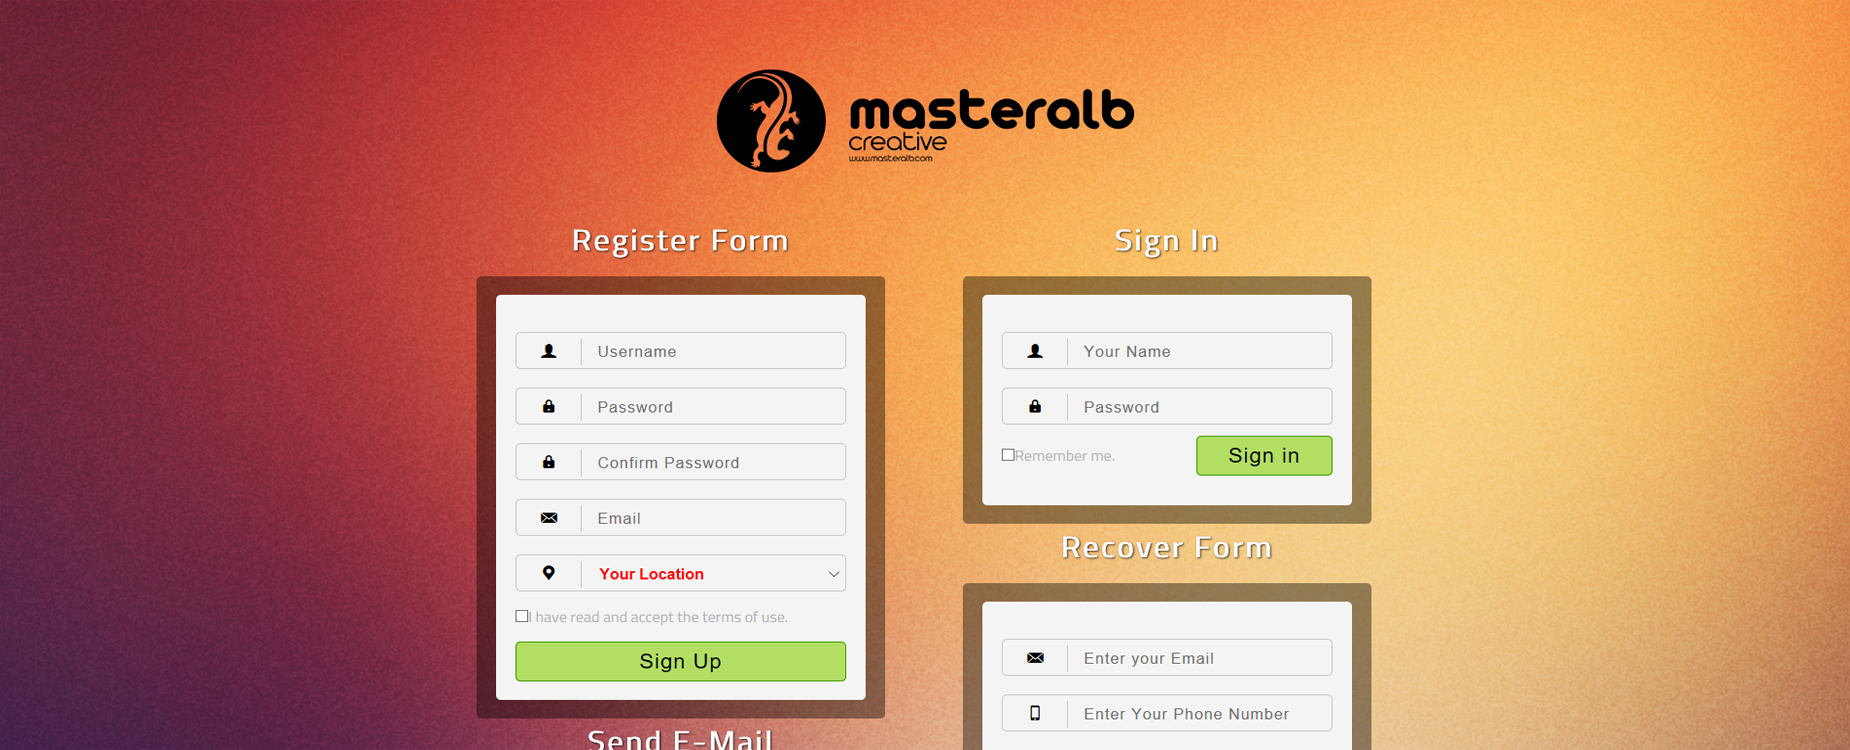 masteralb
creative
www.masteralb.com
Register Form
Username
Password
Confirm Password
Email
Your Location
I have read and accept the terms of use.
Sign Up
Send E-Mail
Sign In
Your Name
Password
Remember me.
Sign in
Recover Form
Enter your Email
Enter Your Phone Number